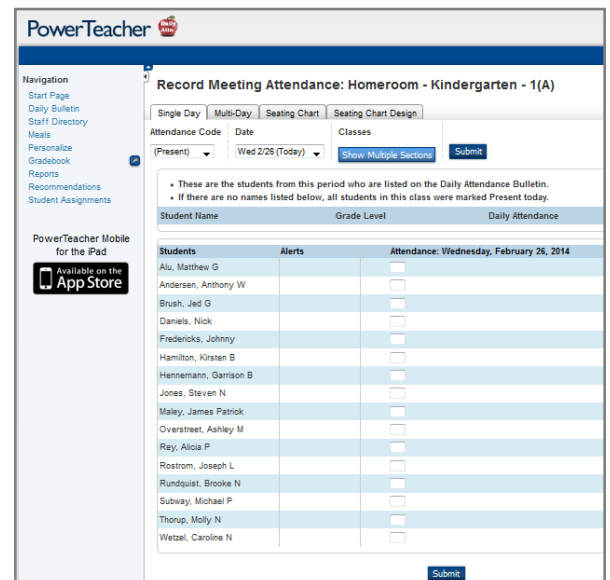 PowerTeacher
Daily
Attn
Navigation
Start Page
Daily Bulletin
Staff Directory
Meals
Personalize
Gradebook
Reports
Recommendations
Student Assignments
PowerTeacher Mobile
for the iPad
Available on the
App Store
Record Meeting Attendance: Homeroom - Kindergarten - 1(A)
Single Day Multi-Day Seating Chart Seating Chart Design
Attendance Code Date Classes
(Present) Wed 2/26 (Today) Show Multiple Sections Submit
• These are the students from this period who are listed on the Daily Attendance Bulletin.
• If there are no names listed below, all students in this class were marked Present today.
Student Name Grade Level Daily Attendance
Students Alerts Attendance: Wednesday, February 26, 2014
Alu, Matthew G
Andersen, Anthony W
Brush, Jed G
Daniels, Nick
Fredericks, Johnny
Hamilton, Kirsten B
Hennemann, Garrison B
Jones, Steven N
Maley, James Patrick
Overstreet, Ashley M
Rey, Alicia P
Rostrom, Joseph L
Rundquist, Brooke N
Subway, Michael P
Thorup, Molly N
Wetzel, Caroline N
Submit